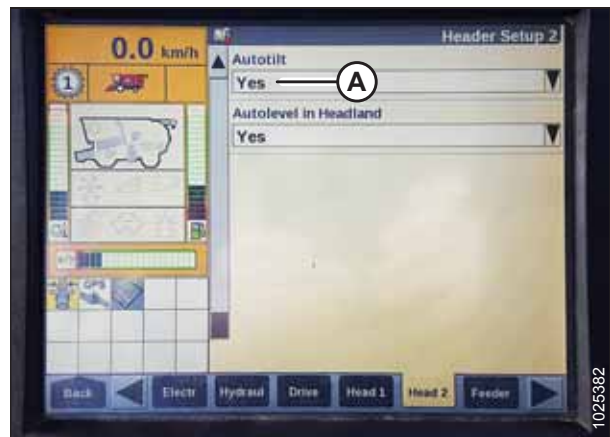 Header Setup 2
0.0 km/h
1
Autotilt
Yes
A
Autolevel in Headland
Yes
Back
Electr
Hydraul
Drive
Head 1
Head 2
Feeder
1025382